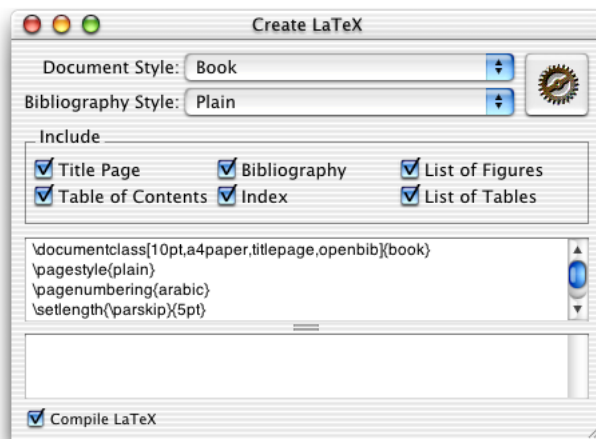 Create LaTeX
Document Style: Book
Bibliography Style: Plain
Include
Title Page Bibliography List of Figures
Table of Contents Index List of Tables
\documentclass[10pt,a4paper,titlepage,openbib]{book}
\pagestyle{plain}
\pagenumbering{arabic}
\setlength{\parskip}{5pt}
Compile LaTeX